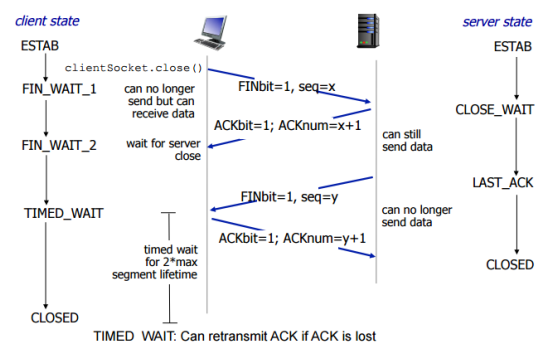 client state
server state
ESTAB
ESTAB
clientSocket.close()
FINbit=1, seq=x
FIN_WAIT_1
can no longer
send but can
receive data
CLOSE_WAIT
ACKbit=1; ACKnum=x+1
can still
send data
FIN_WAIT_2
wait for server
close
LAST_ACK
FINbit=1, seq=y
TIMED_WAIT
can no longer
send data
ACKbit=1; ACKnum=y+1
timed wait
for 2*max
segment lifetime
CLOSED
CLOSED
TIMED_WAIT: Can retransmit ACK if ACK is lost